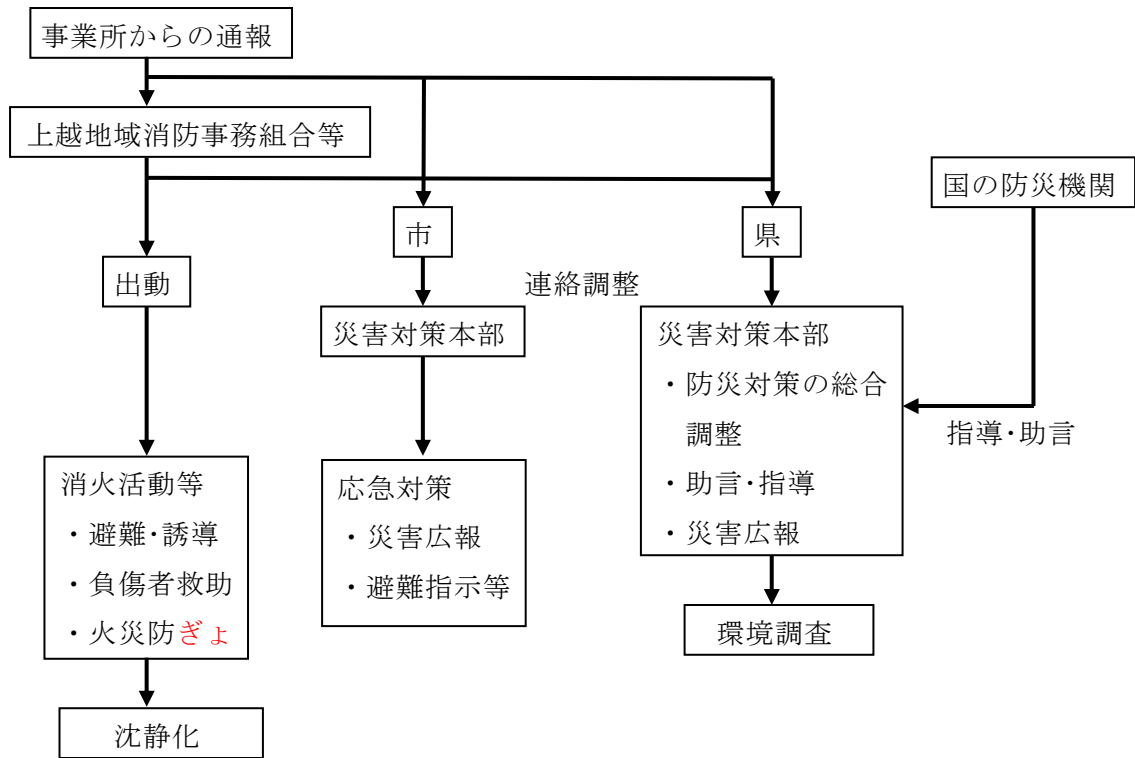 事業所からの通報
上越地域消防事務組合等
国の防災機関
市
県
出動
連絡調整
災害対策本部
災害対策本部
・防災対策の総合
調整
・助言・指導
・災害広報
指導・助言
消火活動等
・避難・誘導
・負傷者救助
・火災防ぎょ
応急対策
・災害広報
・避難指示等
環境調査
沈静化